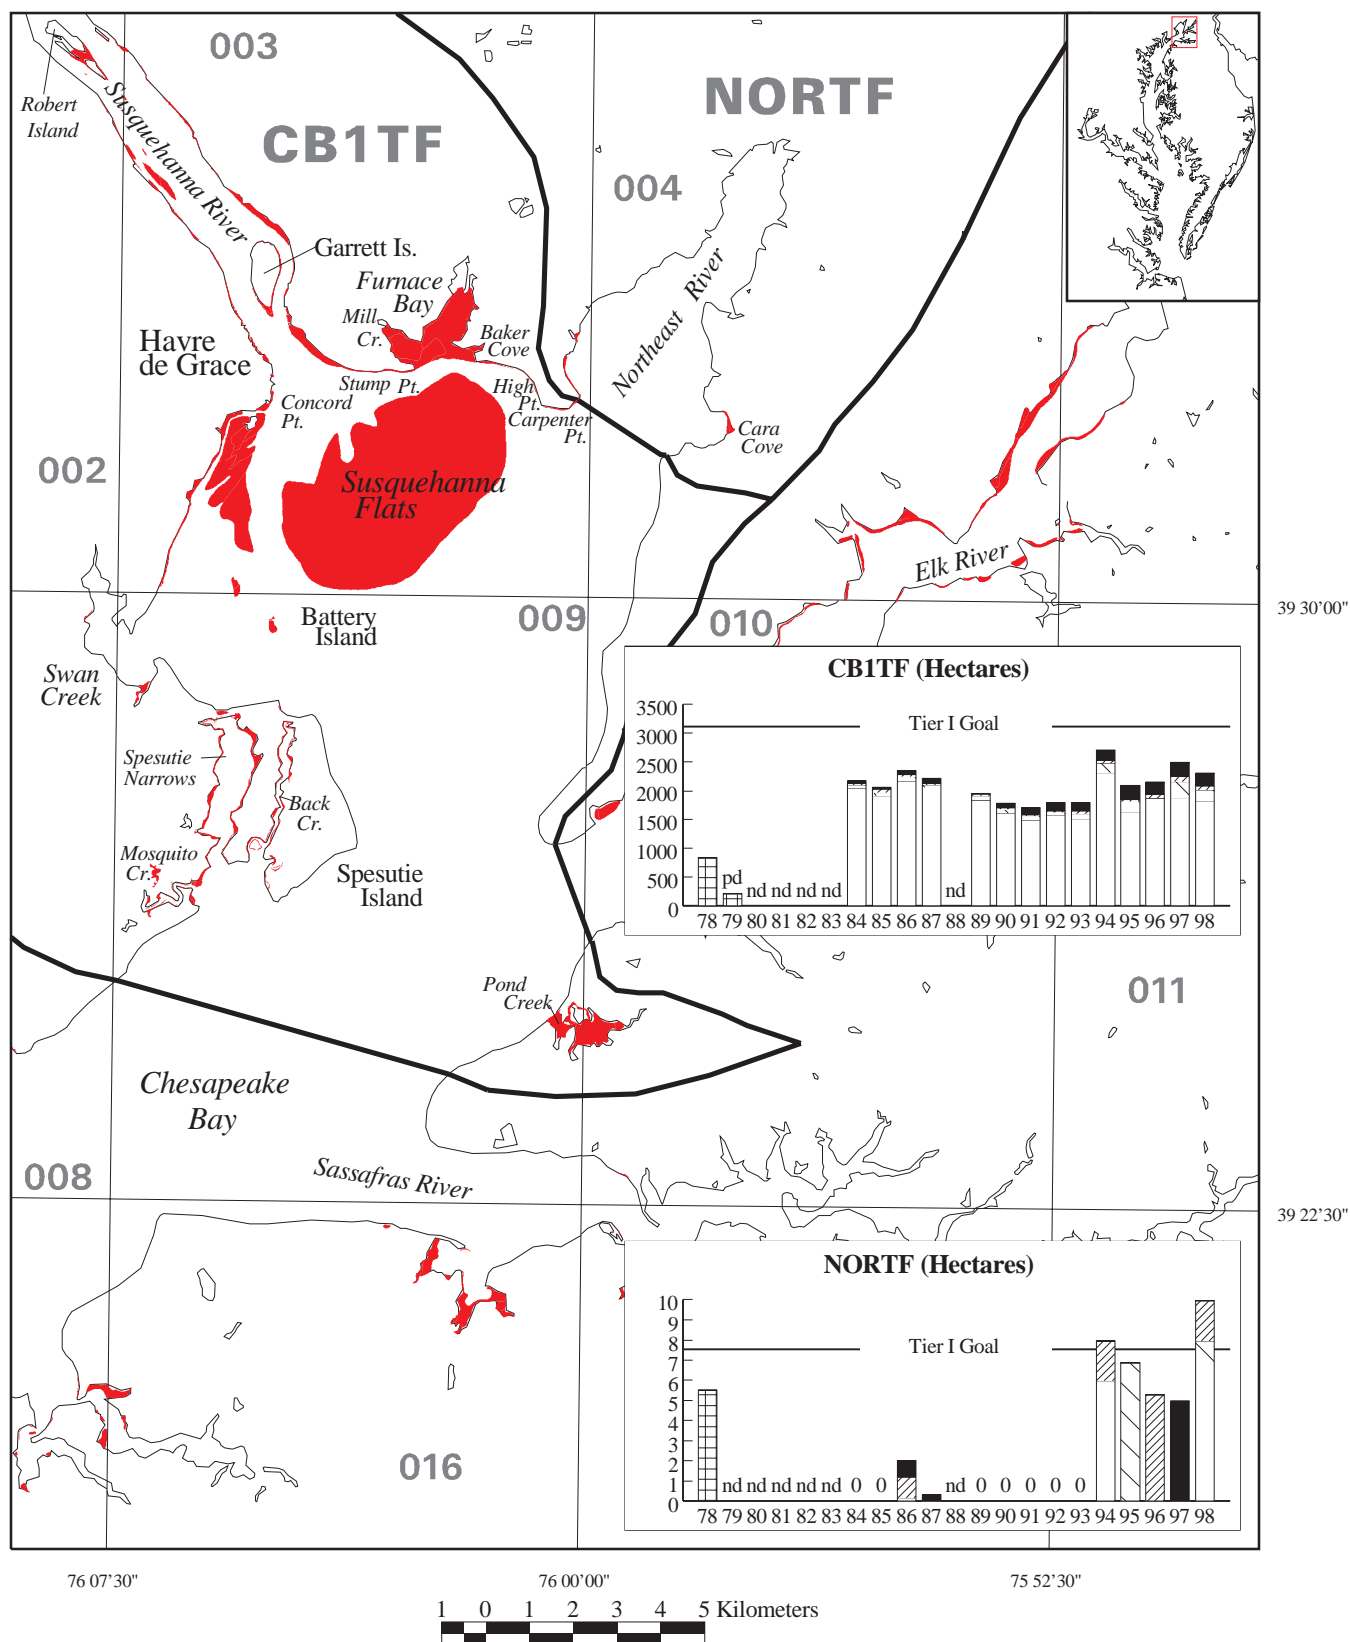 003
NORTF
Robert
Island
Susquehanna River
CB1TF
004
Garrett Is.
Furnace
Bay
Northeast River
Mill
Cr.
Baker
Cove
Havre
de Grace
Stump Pt.
High
Pt.
Concord
Pt.
Carpenter
Pt.
Cara
Cove
002
Susquehanna
Flats
Elk River
39 30'00"
Battery
Island
009
010
Swan
Creek
Spesutie
Narrows
Back
Cr.
Mosquito
Cr.
Spesutie
Island
CB1TF (Hectares)
3500
3000
2500
2000
1500
1000
500
0
Tier I Goal
pd
nd nd nd nd
nd
78 79 80 81 82 83 84 85 86 87 88 89 90 91 92 93 94 95 96 97 98
Pond
Creek
011
Chesapeake
Bay
008
Sassafras River
39 22'30"
NORTF (Hectares)
10
9
8
7
6
5
4
3
2
1
0
Tier I Goal
nd nd nd nd nd 0 0
nd 0 0 0 0 0
78 79 80 81 82 83 84 85 86 87 88 89 90 91 92 93 94 95 96 97 98
016
76 07'30"
76 00'00"
75 52'30"
1 0 1 2 3 4 5 Kilometers